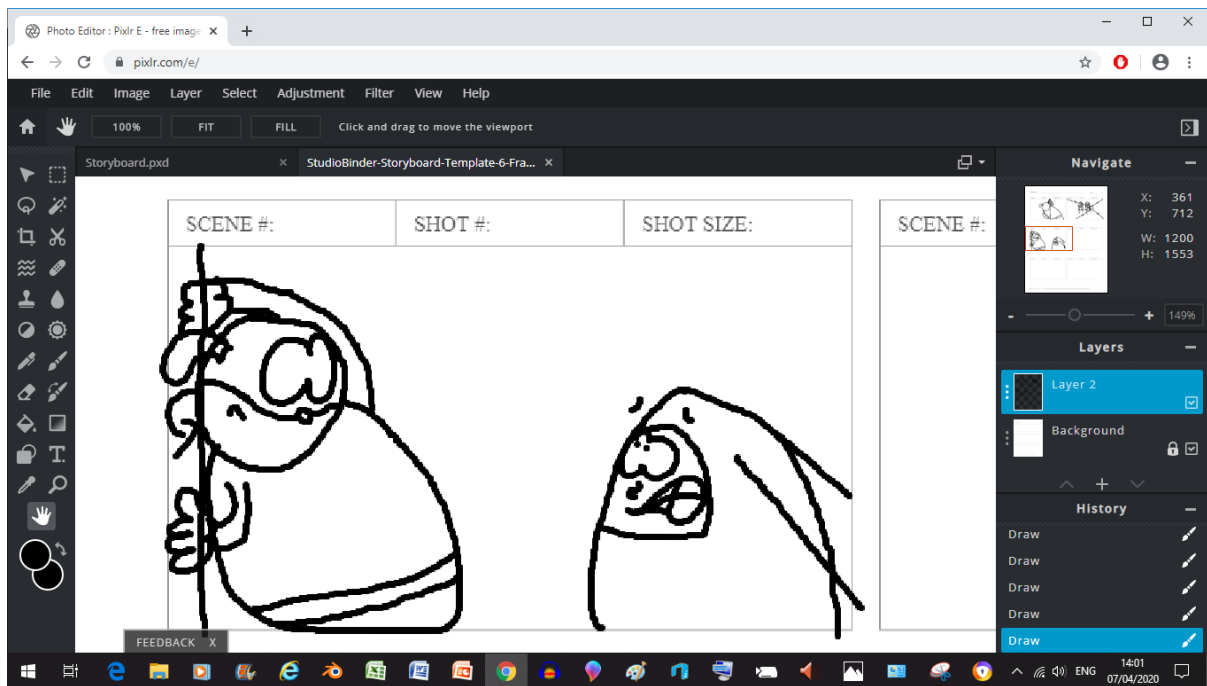 Photo Editor : Pixlr E - free image
pixlr.com/e/
File Edit Image Layer Select Adjustment Filter View Help
100% FIT FILL Click and drag to move the viewport
Storyboard.pxd StudioBinder-Storyboard-Template-6-Fra...
Navigate
X: 361
Y: 712
W: 1200
H: 1553
- + 149%
Layers
Layer 2
Background
History
Draw
Draw
Draw
Draw
Draw
SCENE #: SHOT #: SHOT SIZE: SCENE #:
FEEDBACK X
ENG 14:01
07/04/2020